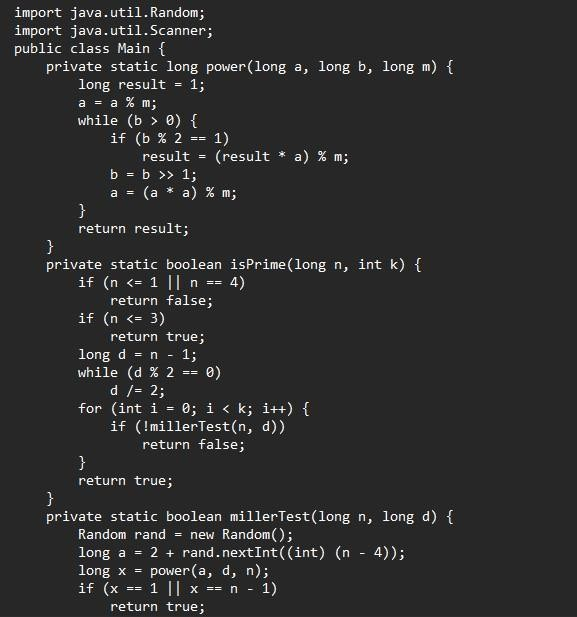 import java.util.Random;
import java.util.Scanner;
public class Main {
    private static long power(long a, long b, long m) {
        long result = 1;
        a = a % m;
        while (b > 0) {
            if (b % 2 == 1)
                result = (result * a) % m;
            b = b >> 1;
            a = (a * a) % m;
        }
        return result;
    }
    private static boolean isPrime(long n, int k) {
        if (n <= 1 || n == 4)
            return false;
        if (n <= 3)
            return true;
        long d = n - 1;
        while (d % 2 == 0)
            d /= 2;
        for (int i = 0; i < k; i++) {
            if (!millerTest(n, d))
                return false;
        }
        return true;
    }
    private static boolean millerTest(long n, long d) {
        Random rand = new Random();
        long a = 2 + rand.nextInt((int) (n - 4));
        long x = power(a, d, n);
        if (x == 1 || x == n - 1)
            return true;